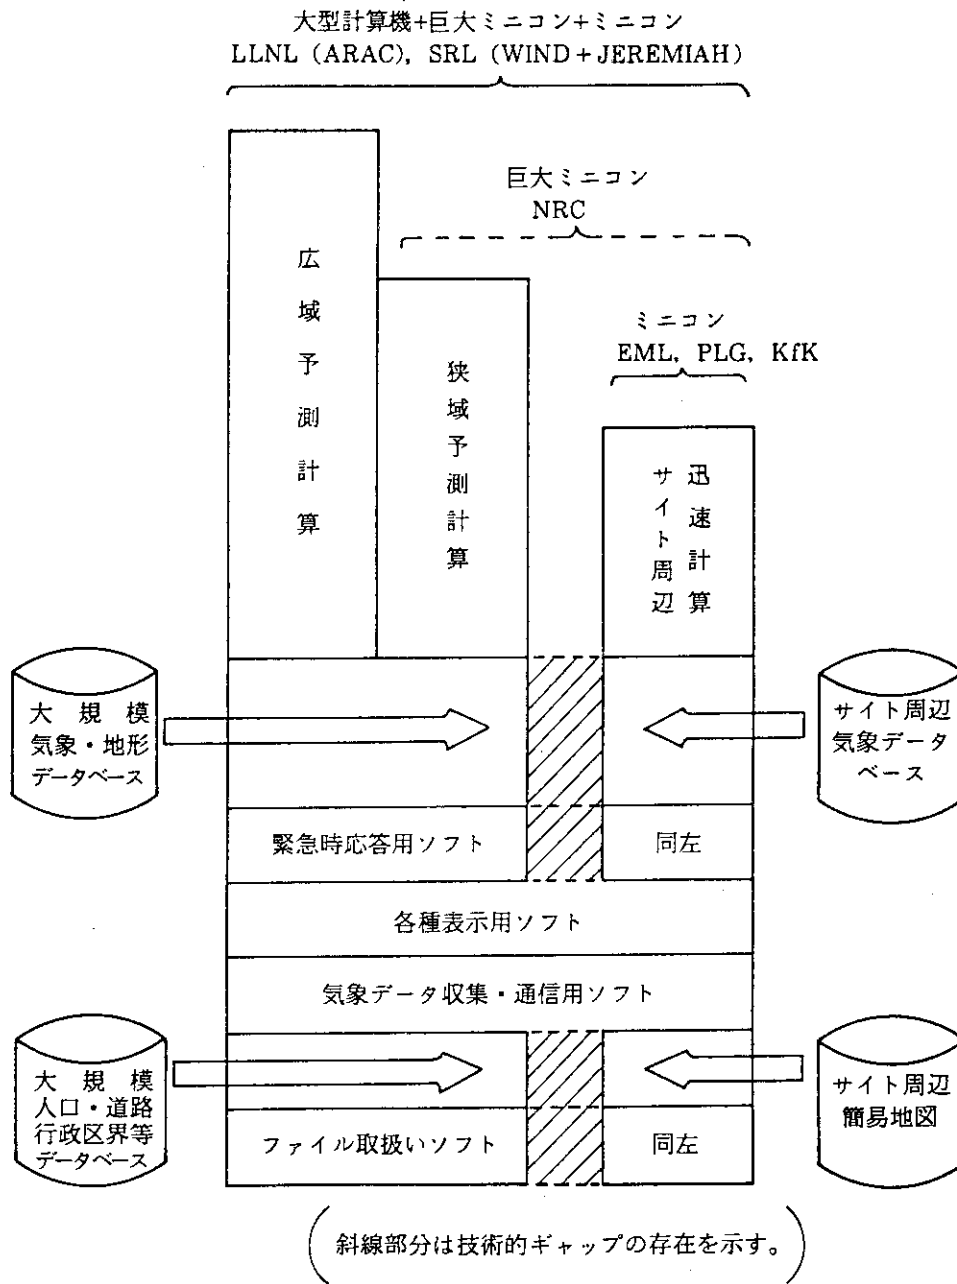 大型計算機+巨大ミニコン+ミニコン
LLNL (ARAC), SRL (WIND+JEREMIAH)
巨大ミニコン
NRC
ミニコン
EML, PLG, KfK
広域予測計算
狭域予測計算
サイト周辺
迅速計算
大規模
気象・地形
データベース
サイト周辺
気象データ
ベース
緊急時応答用ソフト
同左
各種表示用ソフト
気象データ収集・通信用ソフト
大規模
人口・道路
行政区界等
データベース
サイト周辺
簡易地図
ファイル取扱いソフト
同左
斜線部分は技術的ギャップの存在を示す。